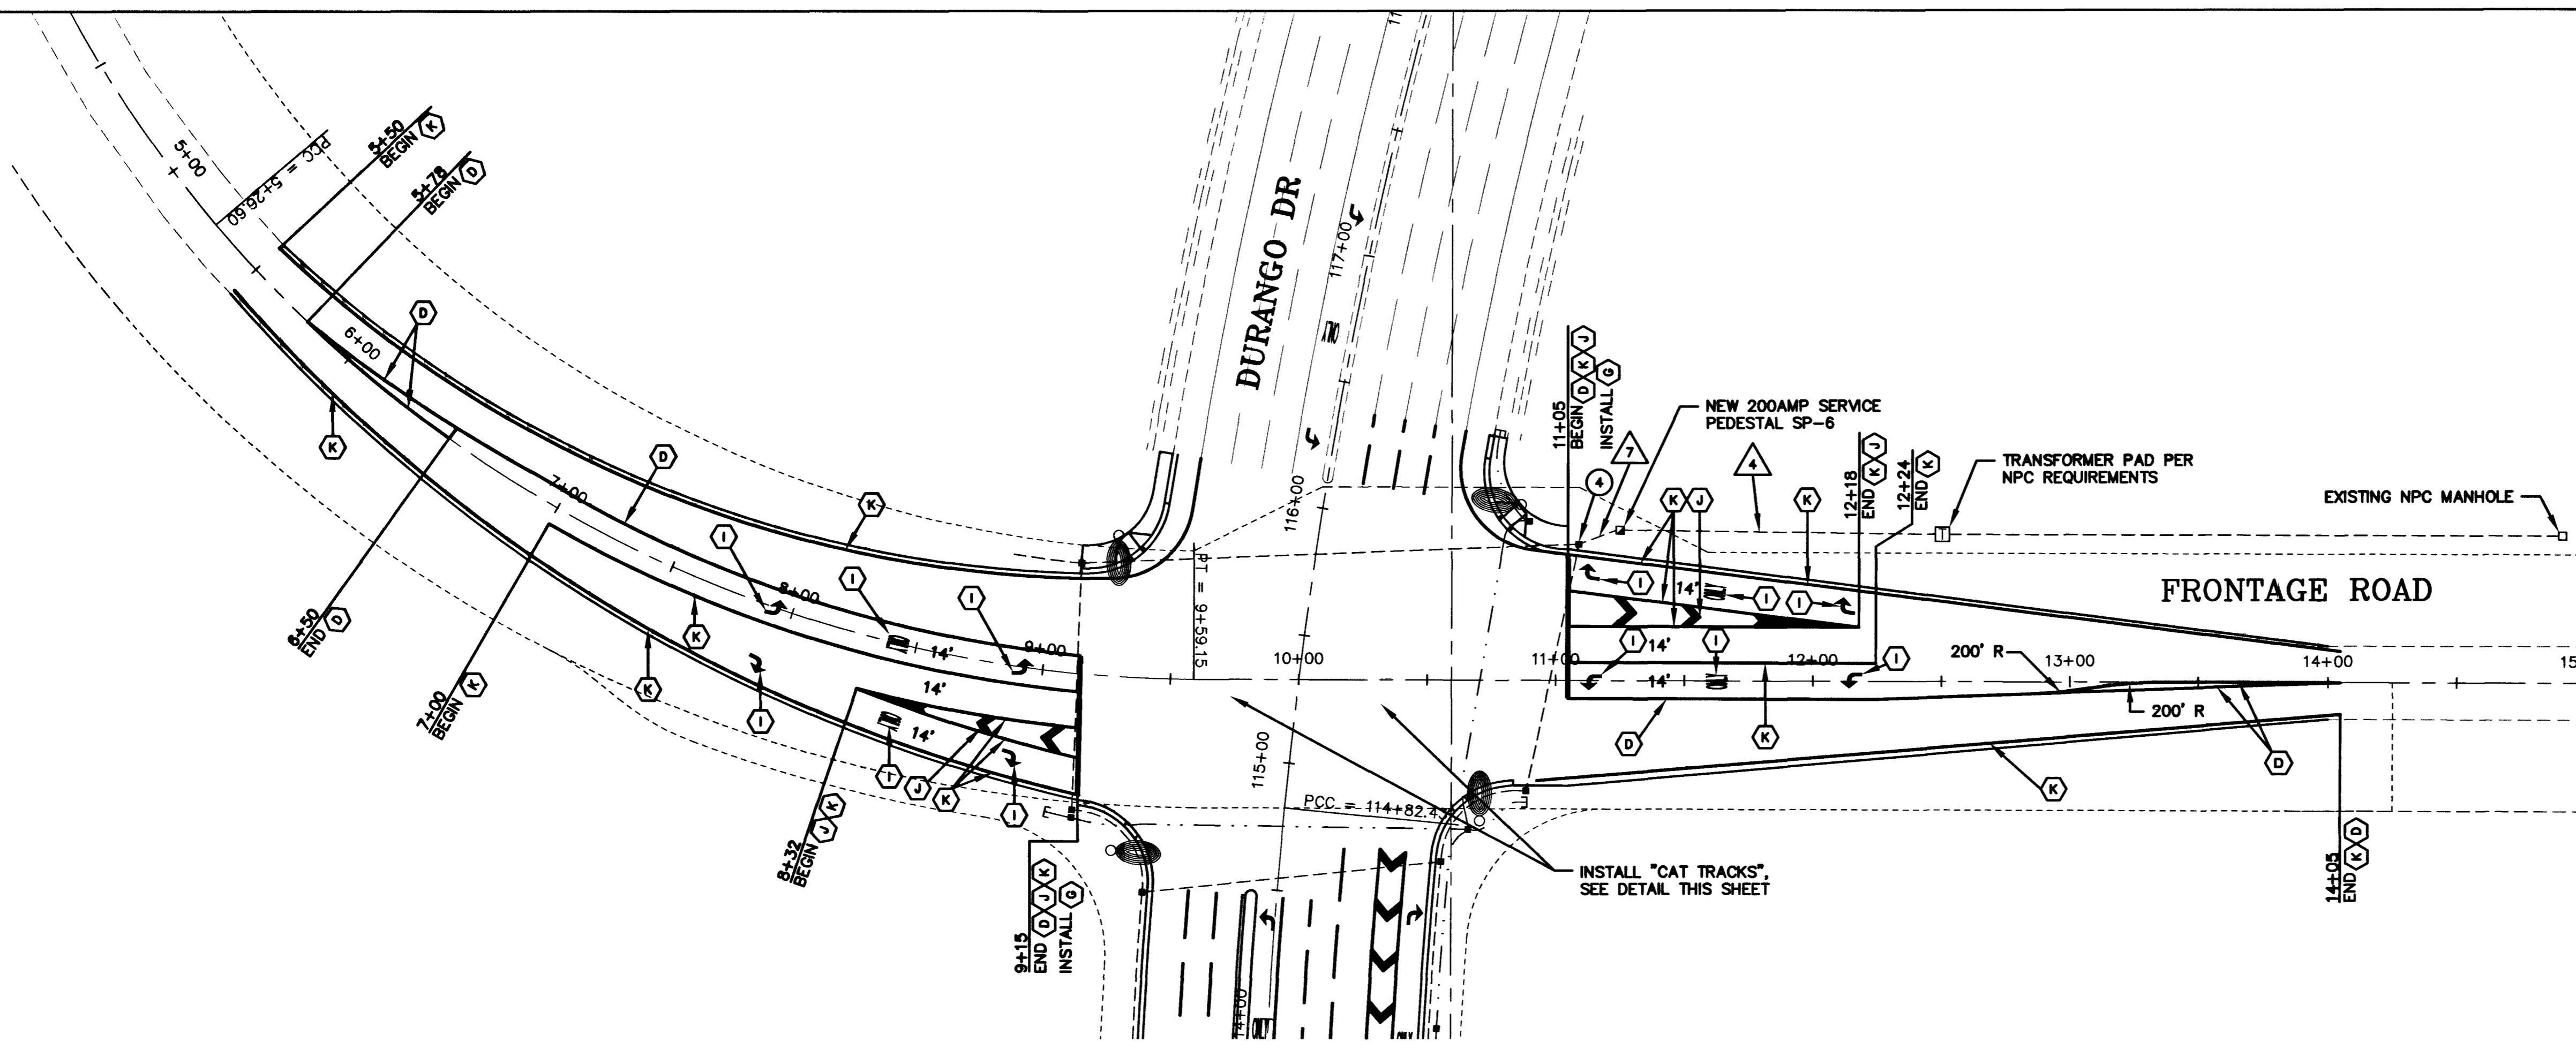 5+00
PCC = 5+26.60
5+50
BEGIN K
5+78
BEGIN D
6+00
D
K
6+50
END D
7+00
D
K
7+00
BEGIN K
I
I
I
8+00
14'
9+00
K
K
I
14'
14'
I
J
K
I
8+32
BEGIN J K
9+15
END D J K
INSTALL G
E
DURANGO DR
11
117+00
116+00
PT = 9+59.15
10+00
115+00
PCC = 114+82.4
114+00
ONLY
E
INSTALL "CAT TRACKS",
SEE DETAIL THIS SHEET
11+05
BEGIN D K J
INSTALL G
4
7
NEW 200AMP SERVICE
PEDESTAL SP-6
4
K J
K
12+18
END K J
12+24
END K
TRANSFORMER PAD PER
NPC REQUIREMENTS
T
EXISTING NPC MANHOLE
FRONTAGE ROAD
I
14'
I
I
I
14'
I
I
11+00
14'
12+00
200' R
13+00
14+00
15
200' R
D
K
K
D
14+05
END K D